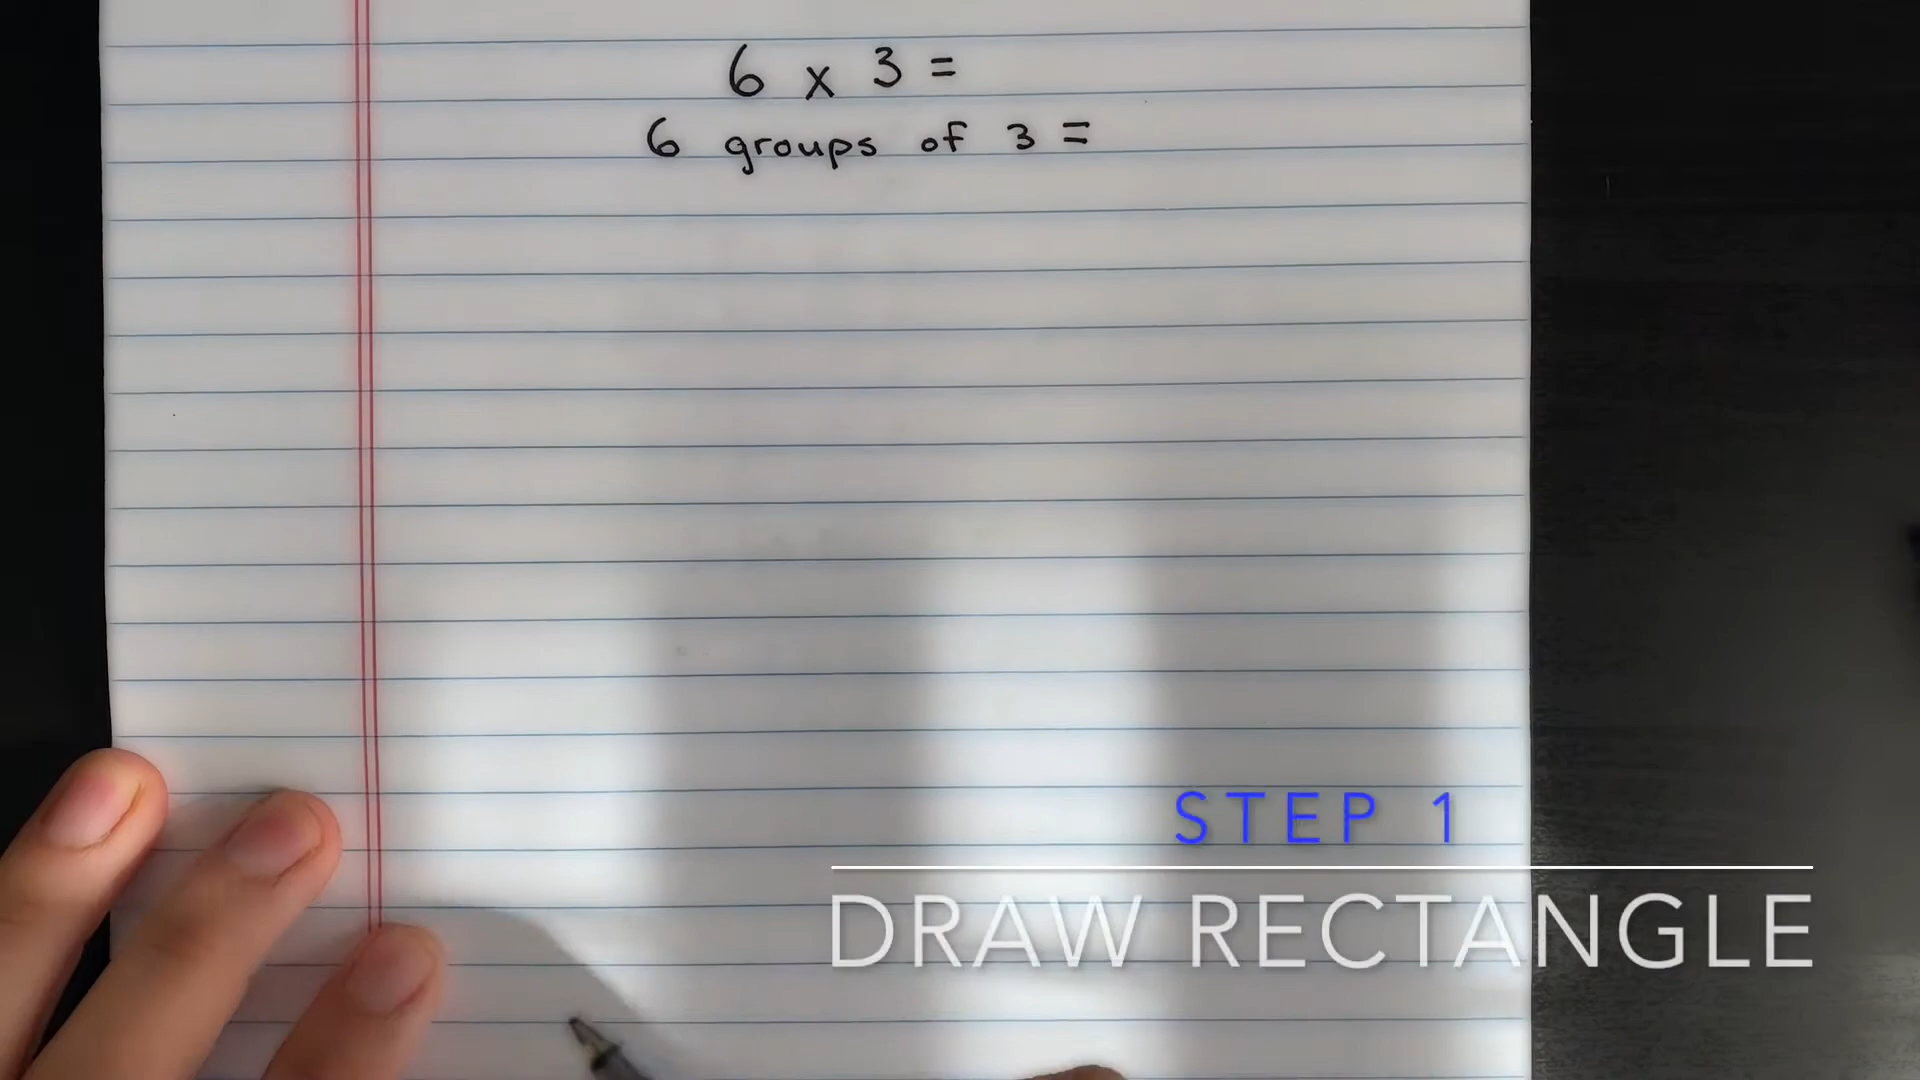 6 x 3 =
6 groups of 3 =
STEP 1
DRAW RECTANGLE